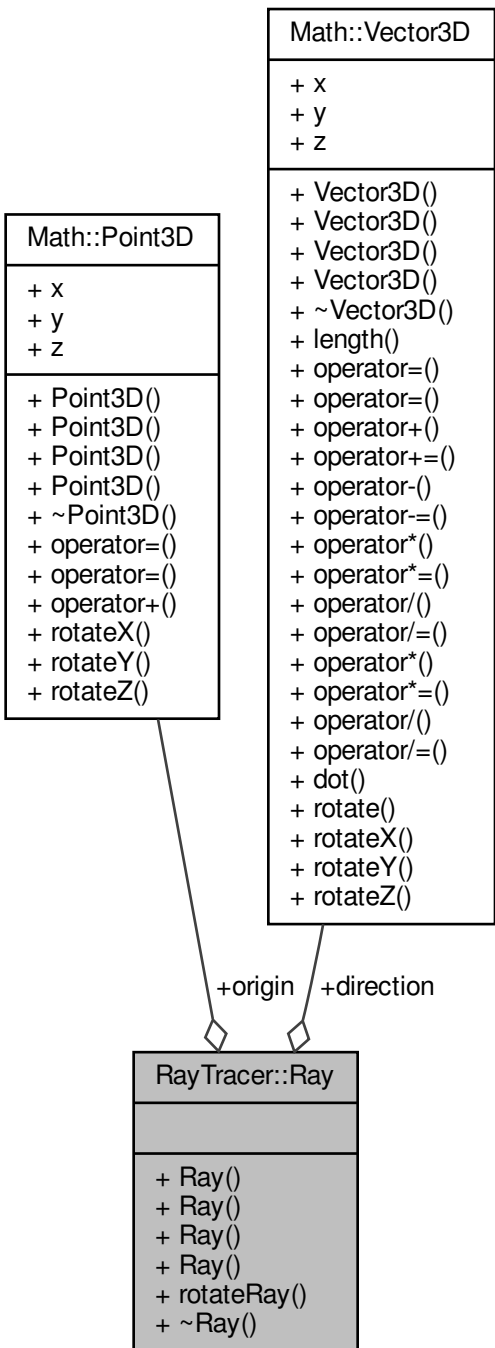 Math::Vector3D
+ x
+ y
+ z
+ Vector3D()
+ Vector3D()
+ Vector3D()
+ Vector3D()
+ ~Vector3D()
+ length()
+ operator=()
+ operator=()
+ operator+()
+ operator+=()
+ operator-()
+ operator-=()
+ operator*()
+ operator*=()
+ operator/()
+ operator/=()
+ operator*()
+ operator*=()
+ operator/()
+ operator/=()
+ dot()
+ rotate()
+ rotateX()
+ rotateY()
+ rotateZ()
Math::Point3D
+ x
+ y
+ z
+ Point3D()
+ Point3D()
+ Point3D()
+ Point3D()
+ ~Point3D()
+ operator=()
+ operator=()
+ operator+()
+ rotateX()
+ rotateY()
+ rotateZ()
+origin
+direction
RayTracer::Ray
+ Ray()
+ Ray()
+ Ray()
+ Ray()
+ rotateRay()
+ ~Ray()